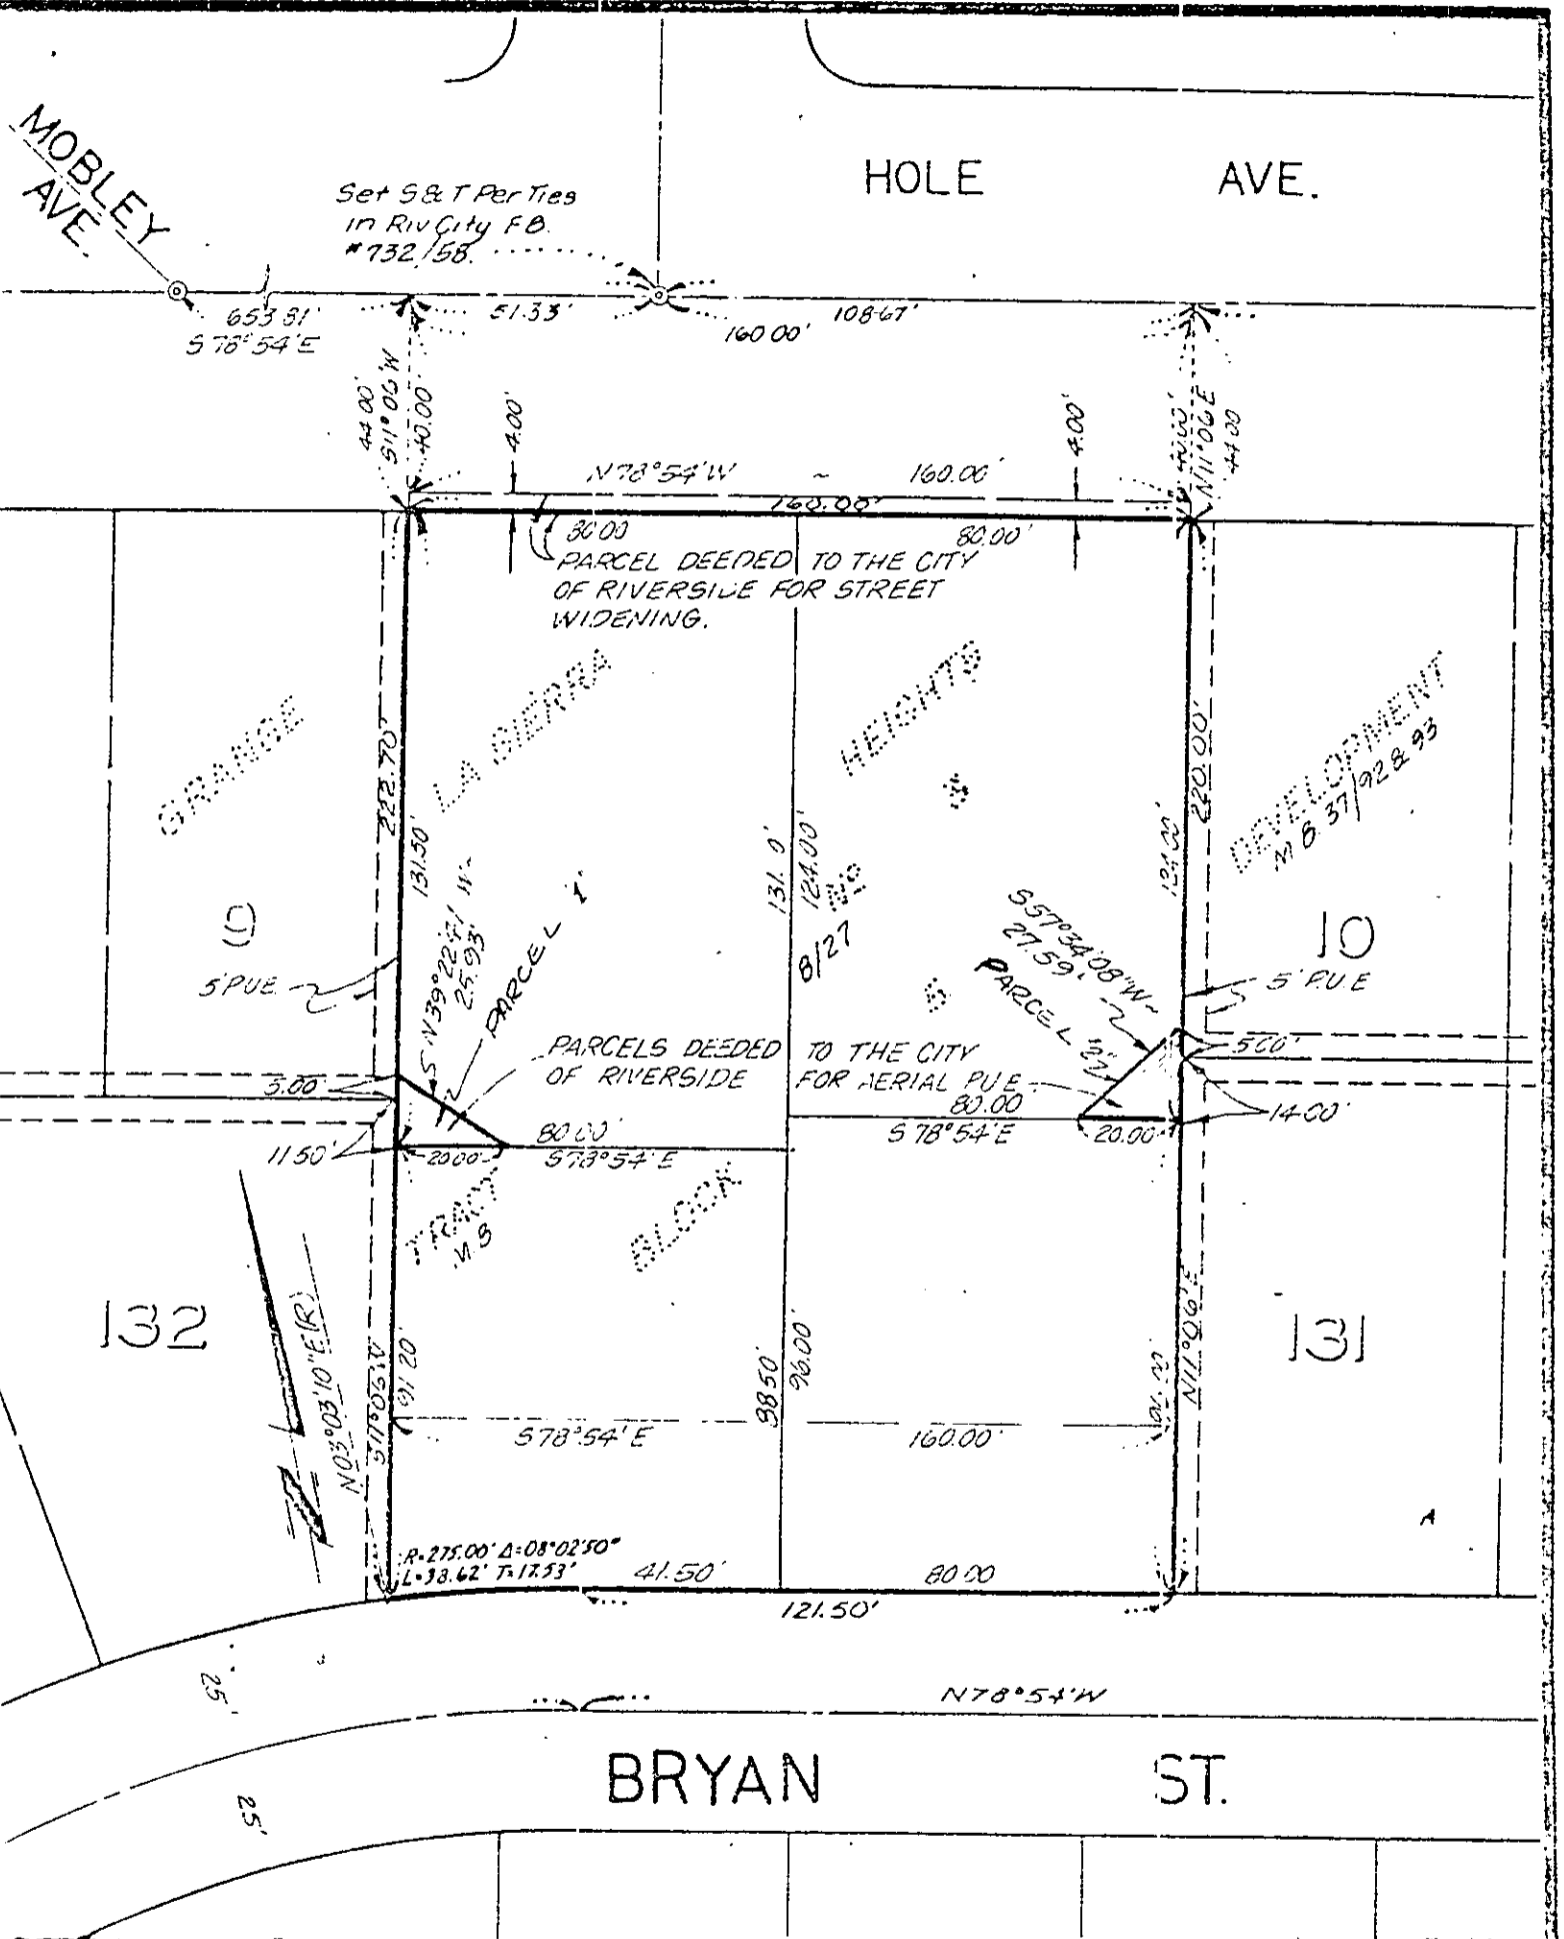 MOBLEY
AVE.
HOLE AVE.
Set S&T Per Ties
in Riv City F.B.
#732/58.
653.81'
S 78°54'E
51.33'
160.00'
108.67'
44.00'
S11°06'W
40.00'
4.00'
4.00'
40.00'
N11°06'E
44.00
N78°54'W ~ 160.00'
160.00'
80.00
80.00'
PARCEL DEEDED TO THE CITY
OF RIVERSIDE FOR STREET
WIDENING.
GRANGE
LA SIERRA
HEIGHTS
DEVELOPMENT
M B 37/92 & 93
222.70'
131.50'
124.00'
8/27
Nº
124.00'
220.00'
9
10
5' P.U.E.
5' P.U.E
25.93'
PARCEL 1
S57°34'08"W~
27.59'
PARCEL 2
PARCELS DEEDED TO THE CITY
OF RIVERSIDE FOR AERIAL P.U.E.
5.00'
5.00'
11.50'
14.00'
20.00'
80.00'
S78°54'E
80.00
S 78°54'E
20.00'
TRACT
M.B
BLOCK
132
131
N03°03'10"E(R)
S11°06'W
91.20'
98.50'
96.00'
N11°06'E
S78°54'E
160.00'
R=275.00' Δ=08°02'50"
L=38.62' T=17.53'
41.50'
80.00
121.50'
25'
N78°54'W
BRYAN ST.
25'